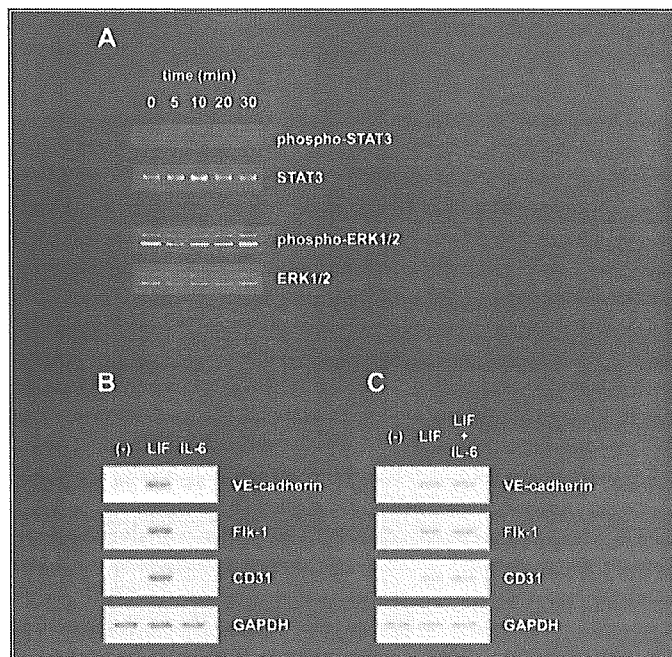 A
time (min)
0 5 10 20 30
phospho-STAT3
STAT3
phospho-ERK1/2
ERK1/2
B
(-) LIF IL-6
VE-cadherin
Flk-1
CD31
GAPDH
C
(-) LIF LIF + IL-6
VE-cadherin
Flk-1
CD31
GAPDH